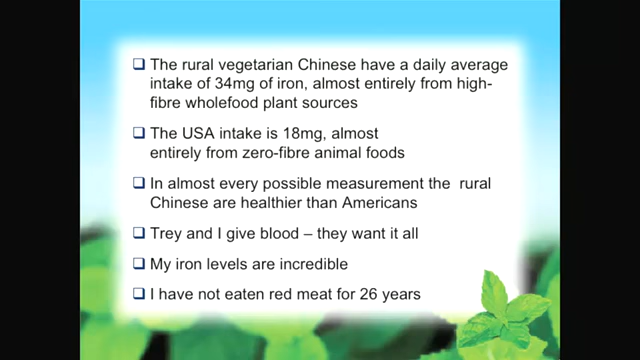 The rural vegetarian Chinese have a daily average
intake of 34mg of iron, almost entirely from high-
fibre wholefood plant sources
The USA intake is 18mg, almost
entirely from zero-fibre animal foods
In almost every possible measurement the  rural
Chinese are healthier than Americans
Trey and I give blood – they want it all
My iron levels are incredible
I have not eaten red meat for 26 years